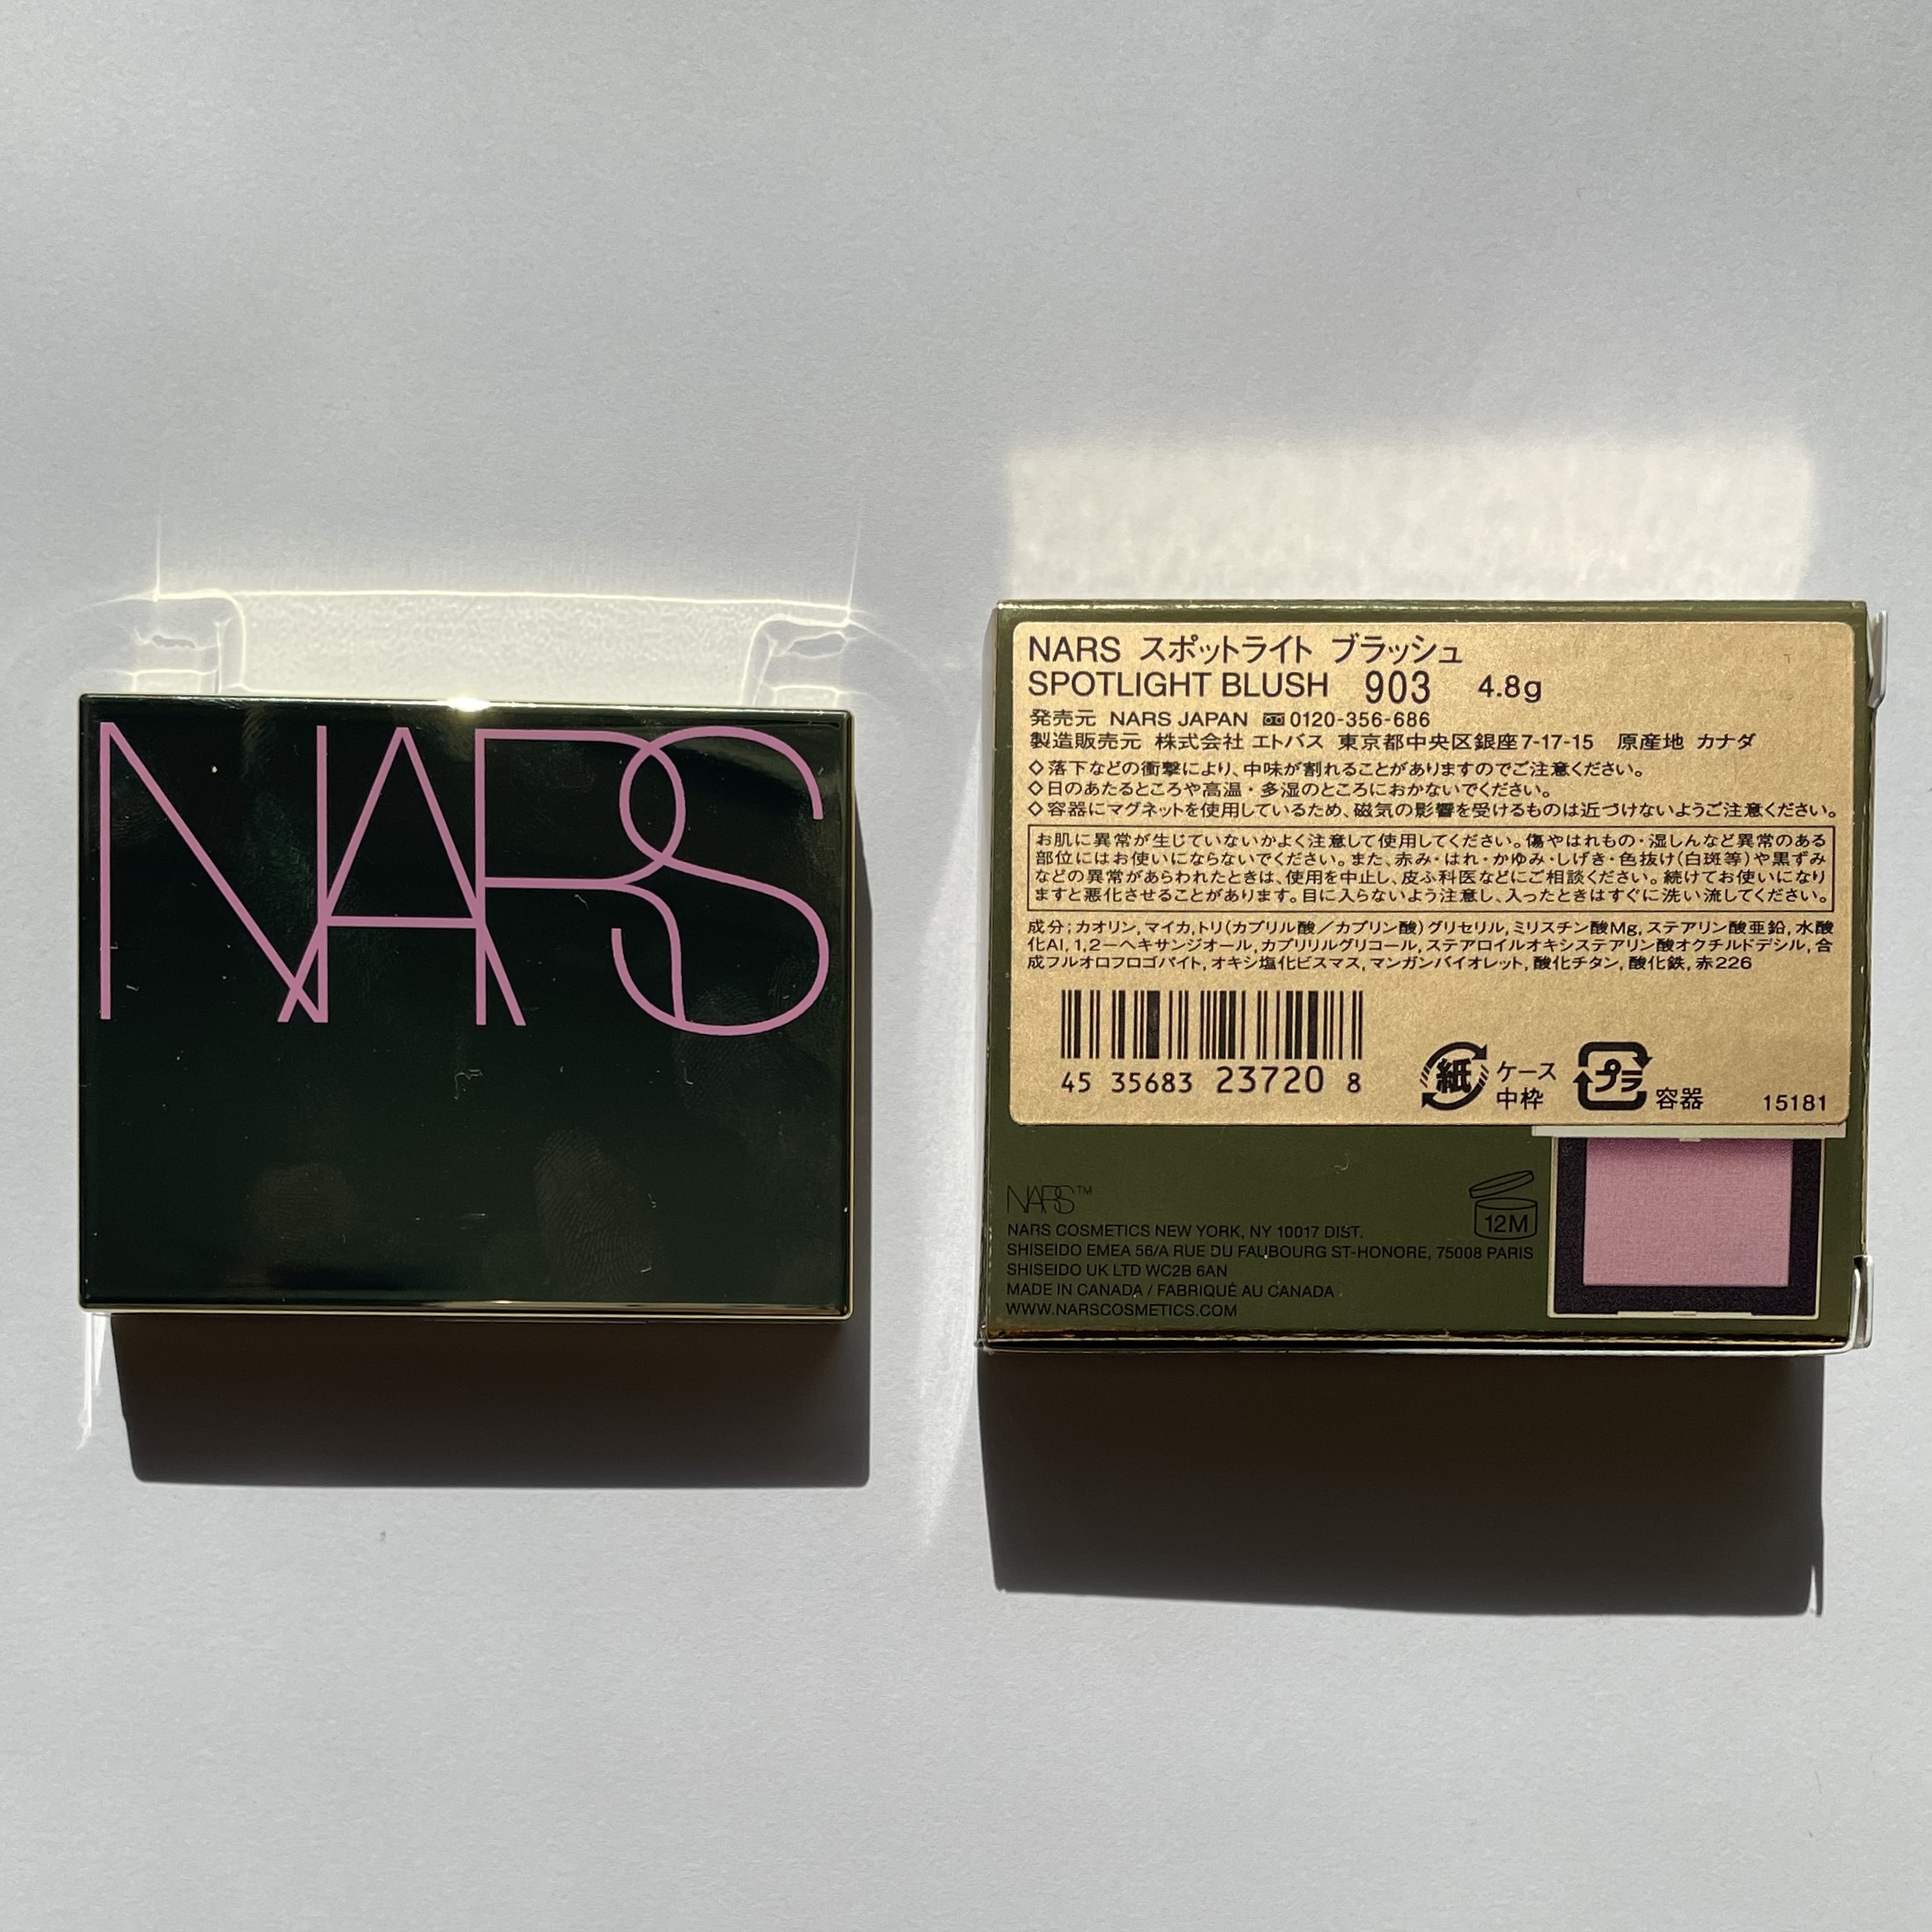 NARS
NARS スポットライト ブラッシュ
SPOTLIGHT BLUSH 903 4.8g
発売元 NARS JAPAN 0120-356-686
製造販売元 株式会社 エトバス 東京都中央区銀座7-17-15 原産地 カナダ
◇落下などの衝撃により、中味が割れることがありますのでご注意ください。
◇日のあたるところや高温・多湿のところにおかないでください。
◇容器にマグネットを使用しているため、磁気の影響を受けるものは近づけないようご注意ください。
お肌に異常が生じていないかよく注意して使用してください。傷やはれもの・湿しんなど異常のある
部位にはお使いにならないでください。また、赤み・はれ・かゆみ・しげき・色抜け(白斑等)や黒ずみ
などの異常があらわれたときは、使用を中止し、皮ふ科医などにご相談ください。続けてお使いになり
ますと悪化させることがあります。目に入らないよう注意し、入ったときはすぐに洗い流してください。
成分;カオリン,マイカ,トリ(カプリル酸/カプリン酸)グリセリル,ミリスチン酸Mg,ステアリン酸亜鉛,水酸
化Al,1,2-ヘキサンジオール,カプリリルグリコール,ステアロイルオキシステアリン酸オクチルドデシル,合
成フルオロフロゴパイト,オキシ塩化ビスマス,マンガンバイオレット,酸化チタン,酸化鉄,赤226
45 35683 23720 8
紙 ケース
中枠
プラ 容器
15181
NARS™
12M
NARS COSMETICS NEW YORK, NY 10017 DIST.
SHISEIDO EMEA 56/A RUE DU FAUBOURG ST-HONORE, 75008 PARIS
SHISEIDO UK LTD WC2B 6AN
MADE IN CANADA / FABRIQUÉ AU CANADA
WWW.NARSCOSMETICS.COM